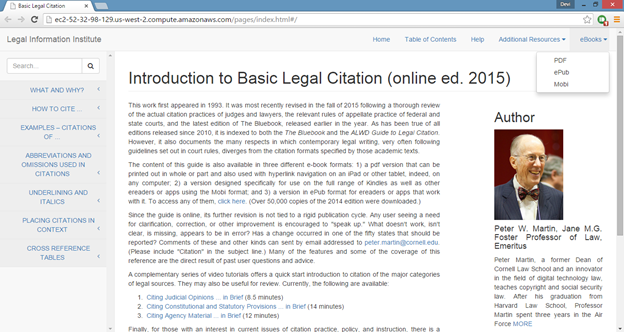 Basic Legal Citation
Devi
ec2-52-32-98-129.us-west-2.compute.amazonaws.com/pages/index.html#/
Legal Information Institute
Home
Table of Contents
Help
Additional Resources
eBooks
PDF
ePub
Mobi
Search ...
WHAT AND WHY?
HOW TO CITE ...
EXAMPLES – CITATIONS
OF ...
ABBREVIATIONS AND
OMISSIONS USED IN
CITATIONS
UNDERLINING AND
ITALICS
PLACING CITATIONS IN
CONTEXT
CROSS REFERENCE
TABLES
Introduction to Basic Legal Citation (online ed. 2015)
This work first appeared in 1993. It was most recently revised in the fall of 2015 following a thorough review
of the actual citation practices of judges and lawyers, the relevant rules of appellate practice of federal and
state courts, and the latest edition of The Bluebook, released earlier in the year. As has been true of all
editions released since 2010, it is indexed to both the The Bluebook and the ALWD Guide to Legal Citation.
However, it also documents the many respects in which contemporary legal writing, very often following
guidelines set out in court rules, diverges from the citation formats specified by those academic texts.
The content of this guide is also available in three different e-book formats: 1) a pdf version that can be
printed out in whole or part and also used with hyperlink navigation on an iPad or other tablet, indeed, on
any computer; 2) a version designed specifically for use on the full range of Kindles as well as other
ereaders or apps using the Mobi format; and 3) a version in ePub format for ereaders or apps that work
with it. To access any of them, click here. (Over 50,000 copies of the 2014 edition were downloaded.)
Since the guide is online, its further revision is not tied to a rigid publication cycle. Any user seeing a need
for clarification, correction, or other improvement is encouraged to "speak up." What doesn't work, isn't
clear, is missing, appears to be in error? Has a change occurred in one of the fifty states that should be
reported? Comments of these and other kinds can sent by email addressed to peter.martin@cornell.edu.
(Please include "Citation" in the subject line.) Many of the features and some of the coverage of this
reference are the direct result of past user questions and advice.
A complementary series of video tutorials offers a quick start introduction to citation of the major categories
of legal sources. They may also be useful for review. Currently, the following are available:
1. Citing Judicial Opinions ... in Brief (8.5 minutes)
2. Citing Constitutional and Statutory Provisions ... in Brief (14 minutes)
3. Citing Agency Material ... in Brief (12 minutes)
Finally, for those with an interest in current issues of citation practice, policy, and instruction, there is a
Author
Peter W. Martin, Jane M.G.
Foster Professor of Law,
Emeritus
Peter Martin, a former Dean of
Cornell Law School and an innovator
in the field of digital technology law,
teaches copyright and social security
law. After his graduation from
Harvard Law School, Professor
Martin spent three years in the Air
Force MORE